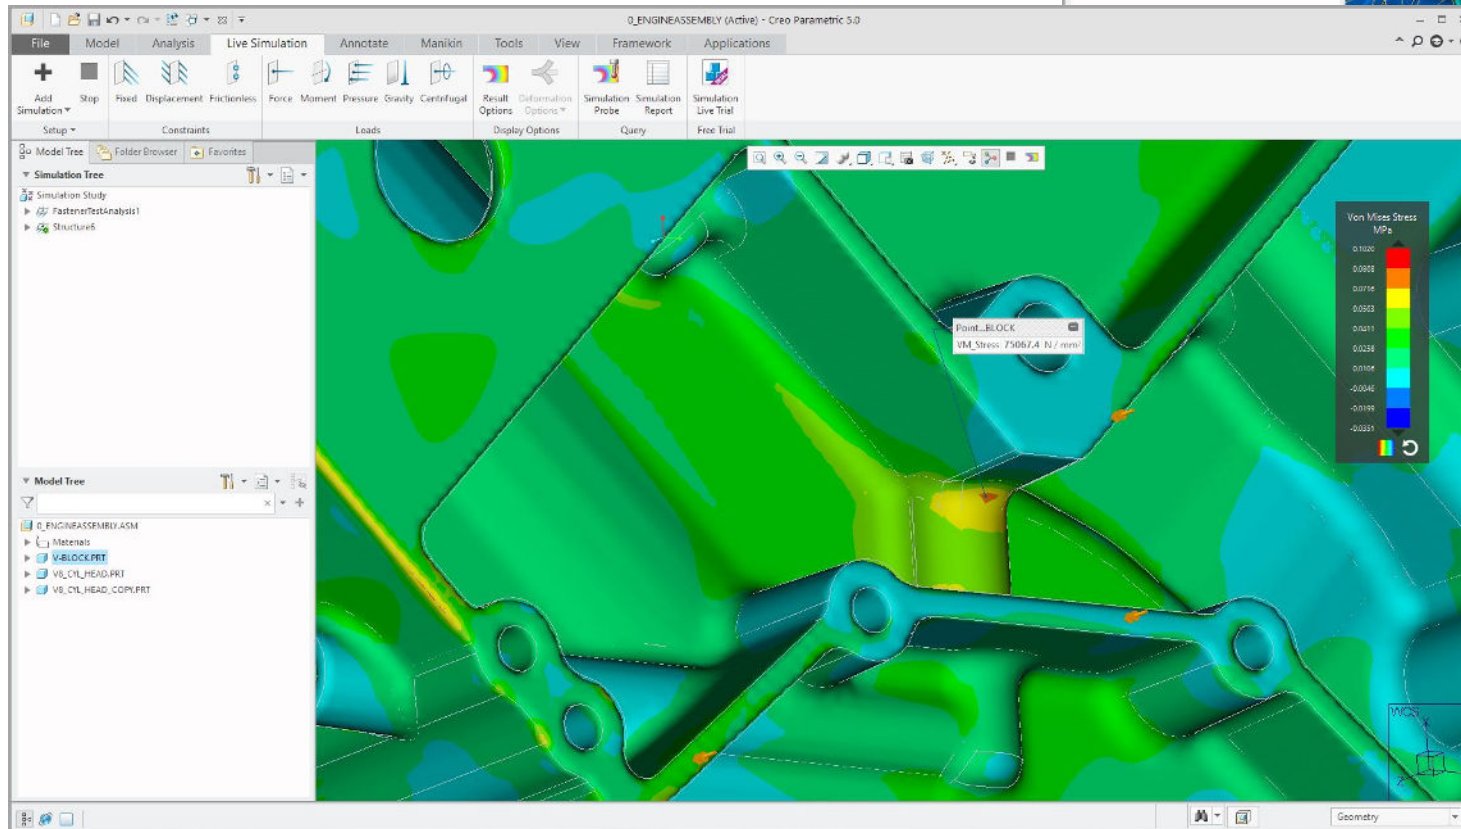 0_ENGINEASSEMBLY (Active) - Creo Parametric 5.0
File Model Analysis Live Simulation Annotate Manikin Tools View Framework Applications
Add Stop Fixed Displacement Frictionless Force Moment Pressure Gravity Centrifugal Result Deformation Simulation Simulation Simulation
Simulation Options Options Probe Report Live Trial
Setup Constraints Loads Display Options Query Free Trial
Model Tree Folder Browser Favorites
Simulation Tree
Simulation Study
FastenerTestAnalysis1
Structure6
Von Mises Stress
MPa
0.1020
0.0868
0.0716
0.0563
0.0411
0.0258
0.0106
-0.0046
-0.0199
-0.0351
Point...BLOCK
VM_Stress: 75067.4 N / mm²
Model Tree
0_ENGINEASSEMBLY.ASM
Materials
V-BLOCK.PRT
V8_CYL_HEAD.PRT
V8_CYL_HEAD_COPY.PRT
WCS
X
Z
Geometry